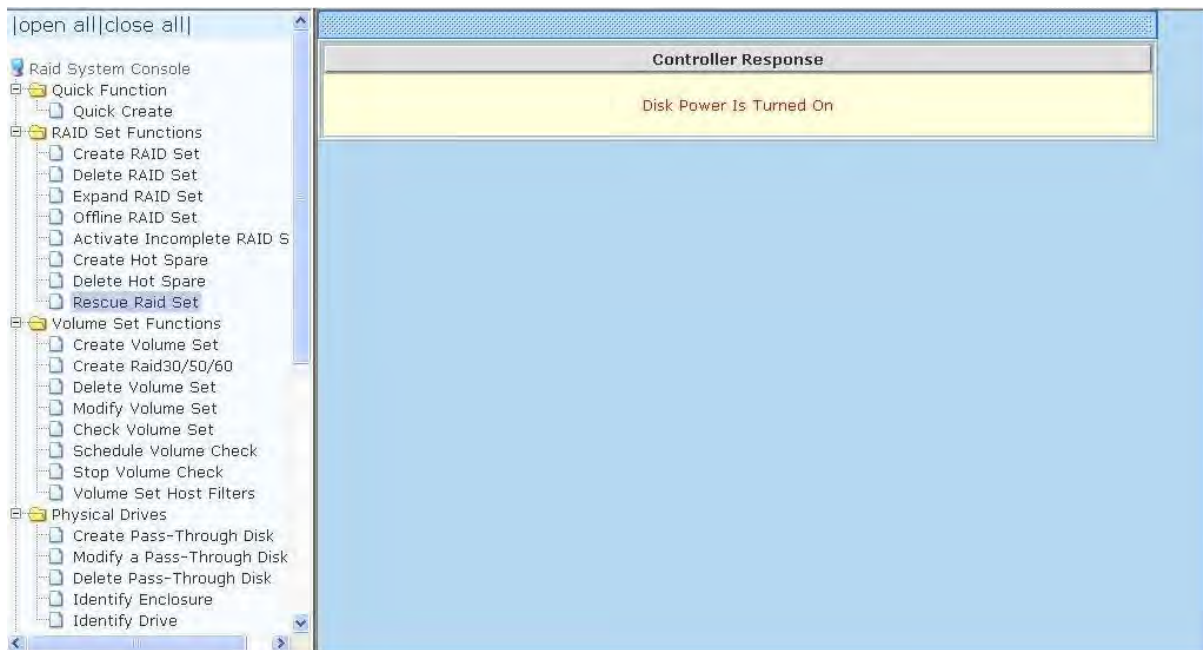 |open all|close all|
Raid System Console
Quick Function
Quick Create
RAID Set Functions
Create RAID Set
Delete RAID Set
Expand RAID Set
Offline RAID Set
Activate Incomplete RAID S
Create Hot Spare
Delete Hot Spare
Rescue Raid Set
Volume Set Functions
Create Volume Set
Create Raid30/50/60
Delete Volume Set
Modify Volume Set
Check Volume Set
Schedule Volume Check
Stop Volume Check
Volume Set Host Filters
Physical Drives
Create Pass-Through Disk
Modify a Pass-Through Disk
Delete Pass-Through Disk
Identify Enclosure
Identify Drive
Controller Response
Disk Power Is Turned On